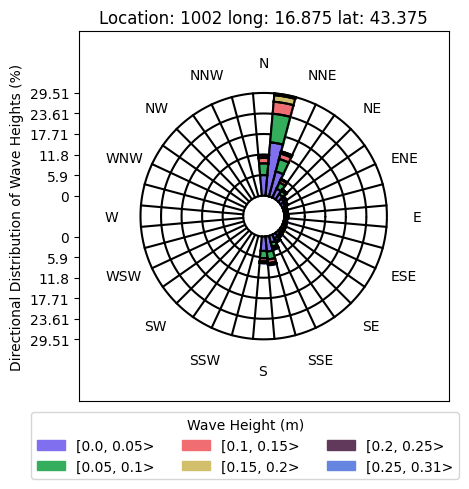 Location: 1002 long: 16.875 lat: 43.375
Directional Distribution of Wave Heights (%)
29.51
23.61
17.71
11.8
5.9
0
0
5.9
11.8
17.71
23.61
29.51
N
NNE
NE
ENE
E
ESE
SE
SSE
S
SSW
SW
WSW
W
WNW
NW
NNW
Wave Height (m)
[0.0, 0.05> [0.1, 0.15> [0.2, 0.25>
[0.05, 0.1> [0.15, 0.2> [0.25, 0.31>